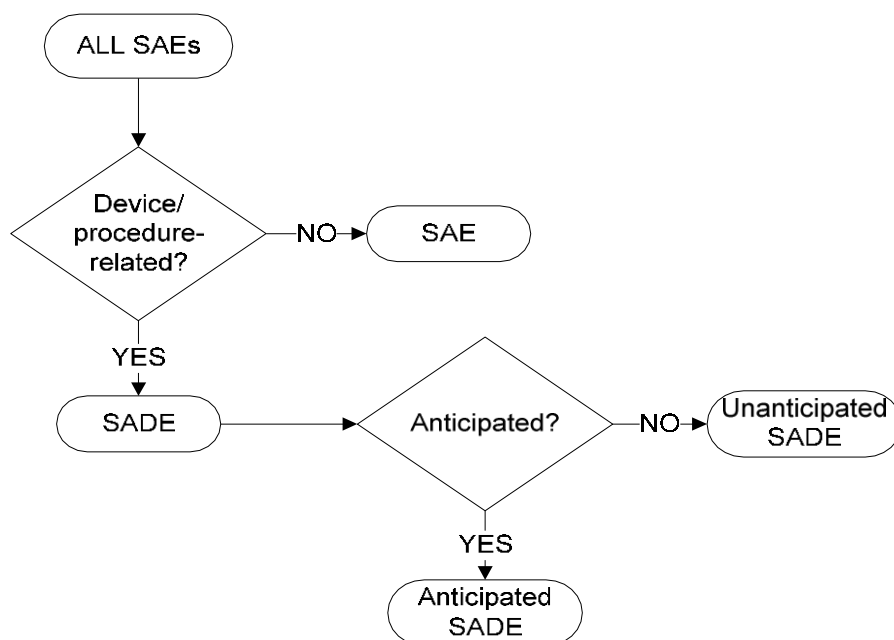 ALL SAEs
Device/
procedure-
related?
NO
SAE
YES
SADE
Anticipated?
NO
Unanticipated
SADE
YES
Anticipated
SADE